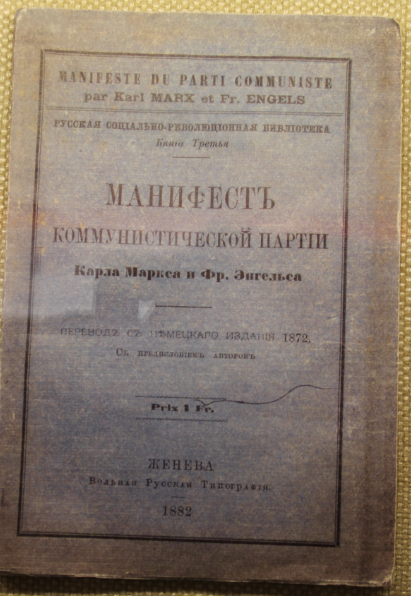 MANIFESTE DU PARTI COMMUNISTE
par Karl MARX et Fr. ENGELS
РУССКАЯ СОЦІАЛЬНО-РЕВОЛЮЦІОННАЯ БИБЛІОТЕКА
Книга Третья
МАНИФЕСТЪ
КОММУНИСТИЧЕСКОЙ ПАРТІИ
Карла Маркса и Фр. Энгельса
ПЕРЕВОДЪ СЪ НѢМЕЦКАГО ИЗДАНІЯ 1872.
Съ предисловіемъ авторовъ
Prix 1 Fr.
ЖЕНЕВА
Вольная Русская Типографія.
1882